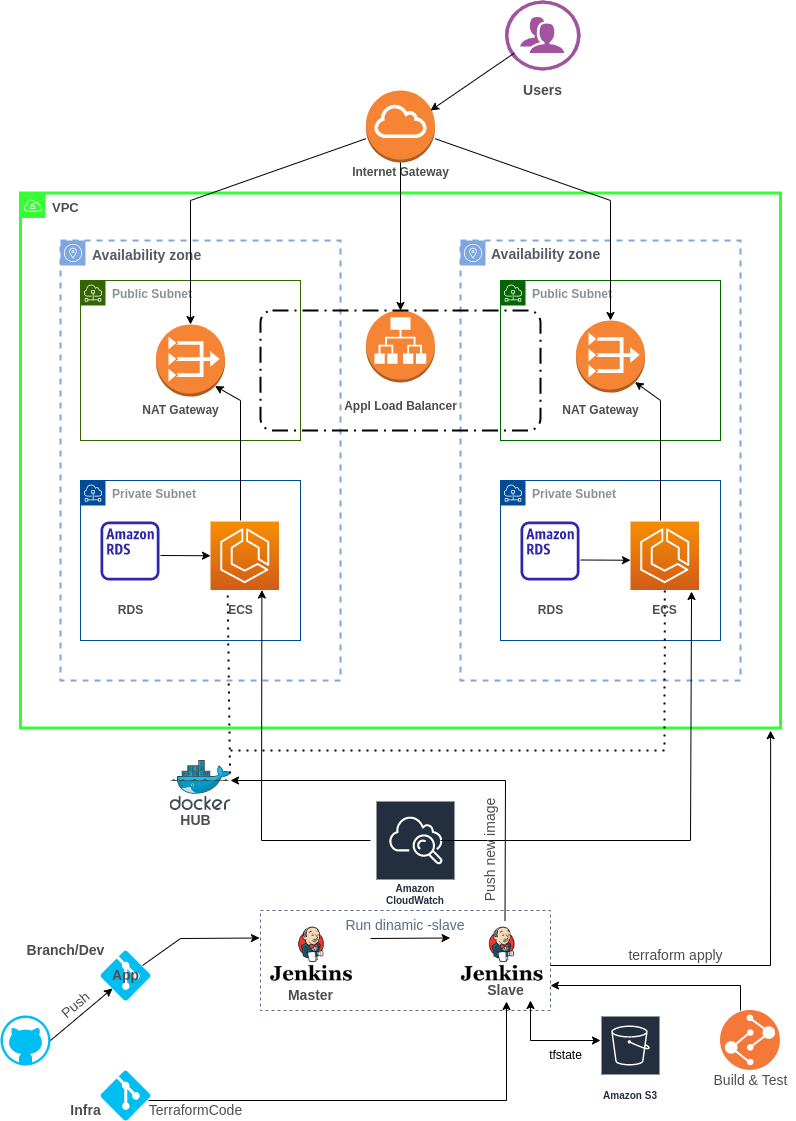 Users
Internet Gateway
VPC
Availability zone
Availability zone
Public Subnet
Public Subnet
NAT Gateway
Appl Load Balancer
NAT Gateway
Private Subnet
Private Subnet
Amazon
RDS
Amazon
RDS
RDS
ECS
RDS
ECS
docker
HUB
Push new image
Amazon
CloudWatch
Run dinamic -slave
Branch/Dev
App
Push
Jenkins
Master
Jenkins
Slave
terraform apply
tfstate
Amazon S3
Build & Test
Infra
TerraformCode